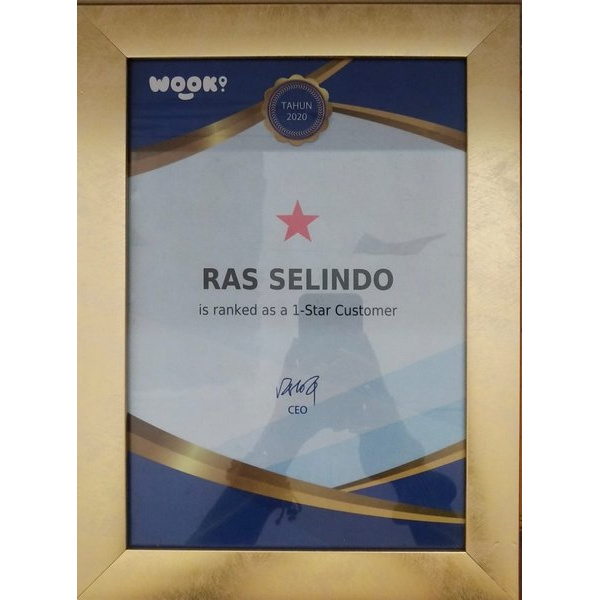 WOOK!
TAHUN
2020
RAS SELINDO
is ranked as a 1-Star Customer
CEO